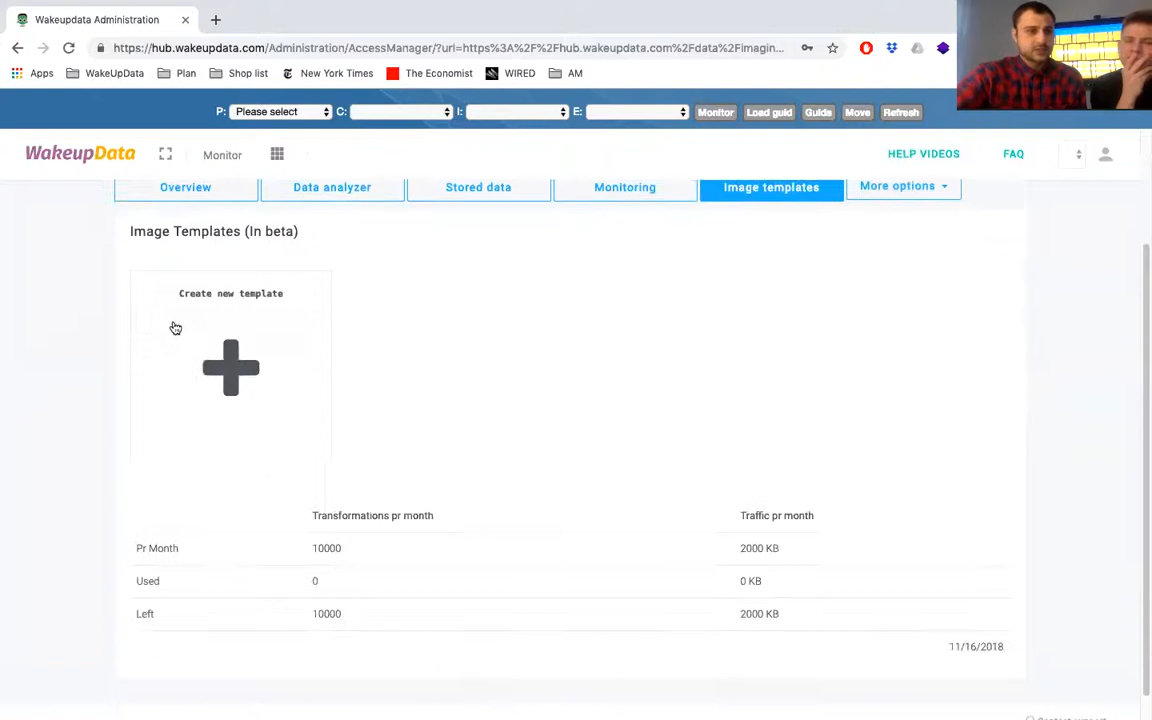 Wakeupdata Administration
https://hub.wakeupdata.com/Administration/AccessManager/?url=https%3A%2F%2Fhub.wakeupdata.com%2Fdata%2Fimagin...
Apps WakeUpData Plan Shop list New York Times The Economist WIRED AM
P: Please select C: I: E: Monitor Load guid Guids Move Refresh
WakeupData Monitor HELP VIDEOS FAQ
Overview Data analyzer Stored data Monitoring Image templates More options
Image Templates (In beta)
Create new template
Transformations pr month Traffic pr month
Pr Month 10000 2000 KB
Used 0 0 KB
Left 10000 2000 KB
11/16/2018